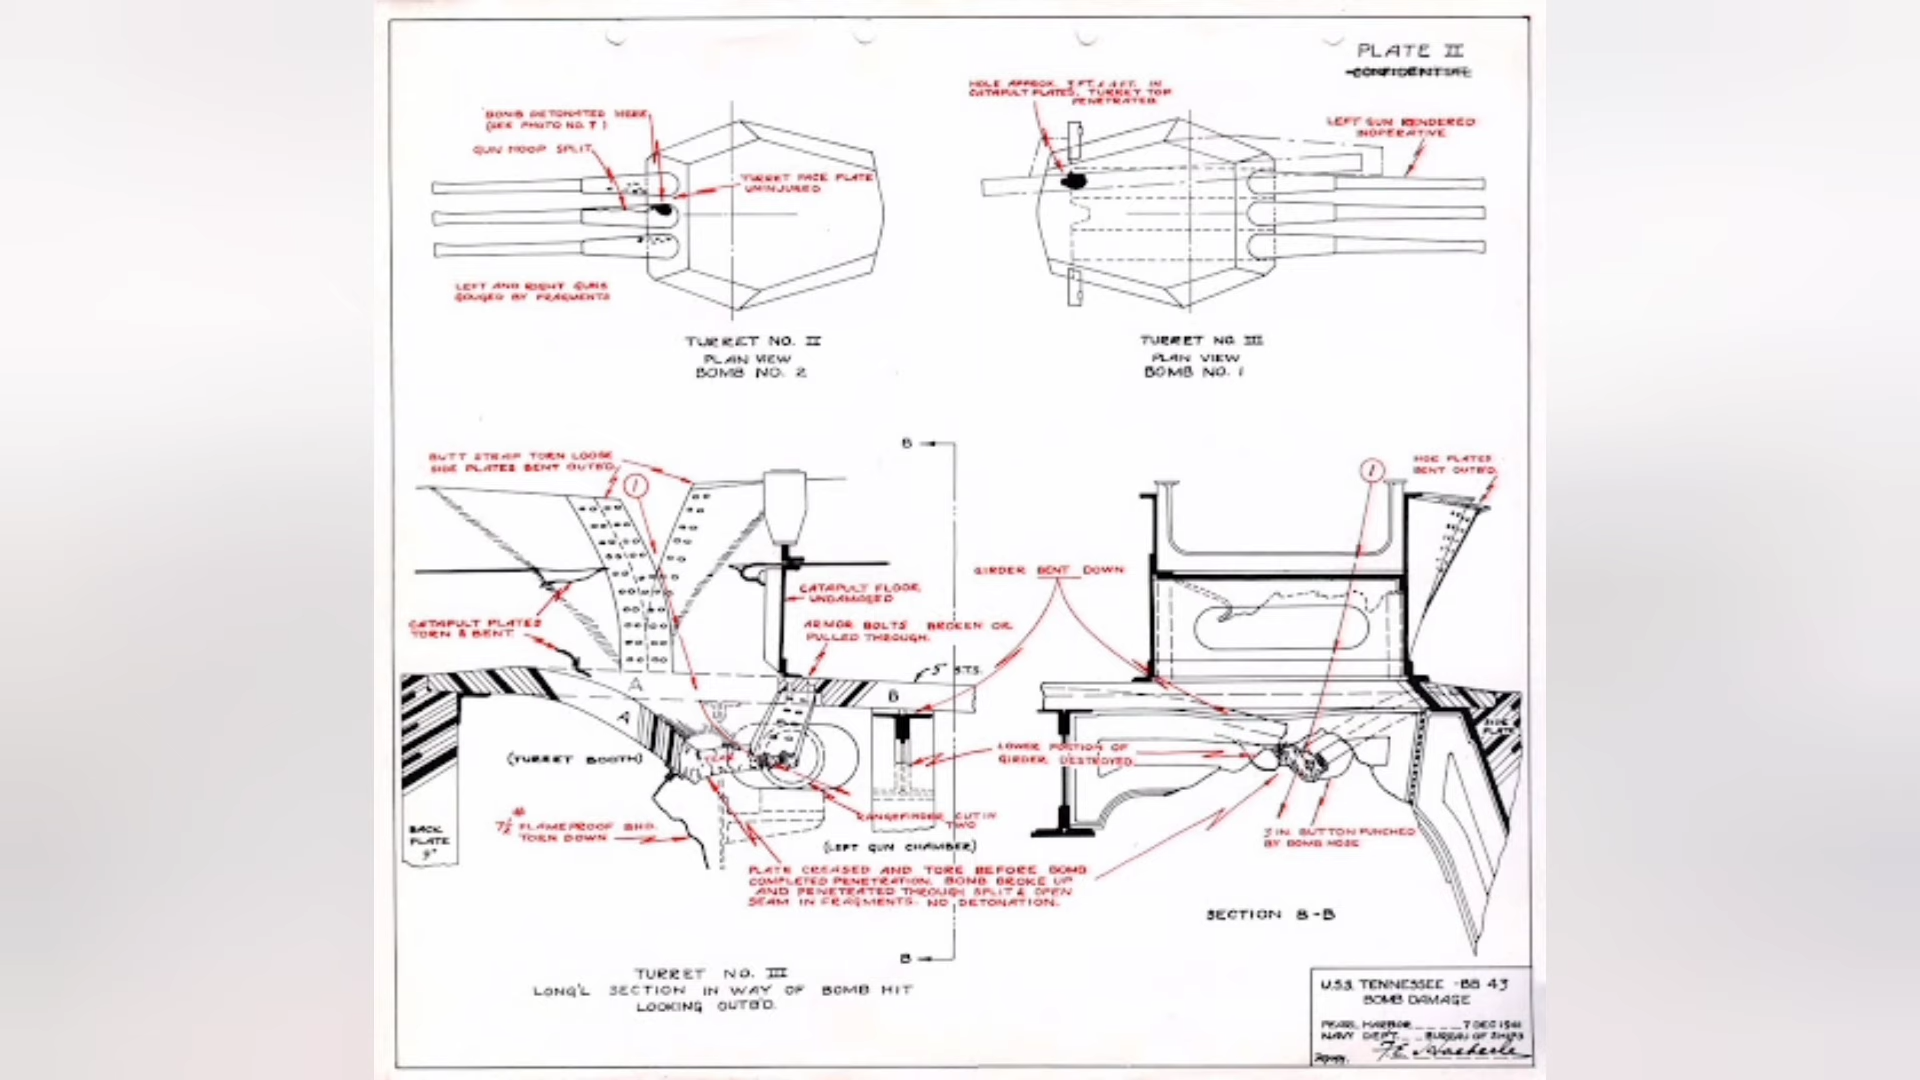 PLATE II
CONFIDENTIAL
BOMB DETONATED HERE
(SEE PHOTO NO. 7)
GUN HOOP SPLIT
TURRET FACE PLATE
UNINJURED
LEFT AND RIGHT GUNS
GOUGED BY FRAGMENTS
TURRET NO. II
PLAN VIEW
BOMB NO. 2
HOLE APPROX. FT. FT. IN
CATAPULT PLATES. TURRET TOP
PENETRATED
LEFT GUN RENDERED
INOPERATIVE
TURRET NO III
PLAN VIEW
BOMB NO. 1
BUTT STRAP TORN LOOSE
SIDE PLATES BENT OUTB'D.
1
B
CATAPULT FLOOR
UNDAMAGED
CATAPULT PLATES
TORN & BENT
ARMOR BOLTS BROKEN OR
PULLED THROUGH.
5" S.T.S.
A
A
B
(TURRET BOOTH)
TEAR
FLAMEPROOF BHD.
TORN DOWN
BACK
PLATE
9"
RANGEFINDER CUT IN
TWO
(LEFT GUN CHAMBER)
PLATE CREASED AND TORE BEFORE BOMB
COMPLETED PENETRATION. BOMB BROKE UP
AND PENETRATED THROUGH SPLIT & OPEN
SEAM IN FRAGMENTS. NO DETONATION.
B
TURRET NO. III
LONG'L SECTION IN WAY OF BOMB HIT
LOOKING OUTB'D.
GIRDER BENT DOWN
LOWER PORTION OF
GIRDER DESTROYED.
1
PLATES
BENT OUTB'D.
SIDE
PLATE
3 IN. BUTTON PUNCHED
BY BOMB NOSE
SECTION B-B
U.S.S. TENNESSEE -BB 43
BOMB DAMAGE
PEARL HARBOR 7 DEC 1941
NAVY DEPT. BUREAU OF SHIPS